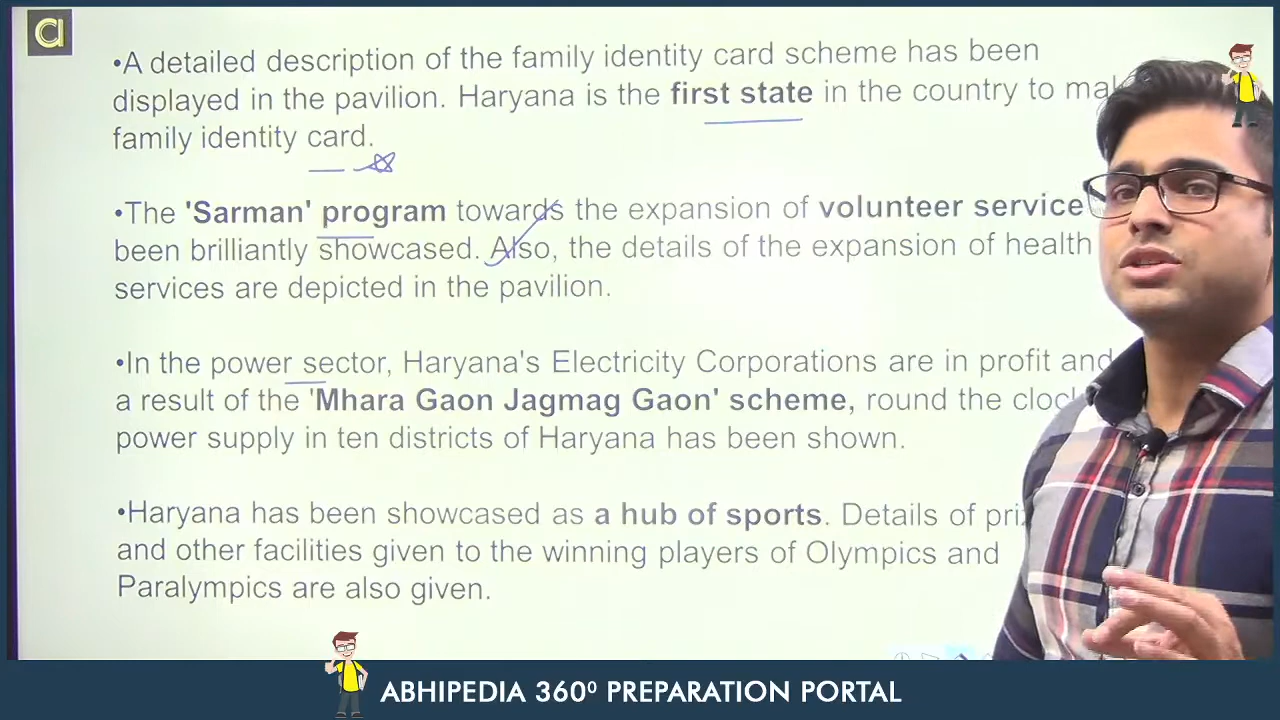 a
•A detailed description of the family identity card scheme has been
displayed in the pavilion. Haryana is the first state in the country to
family identity card.
•The 'Sarman' program towards the expansion of volunteer service
been brilliantly showcased. Also, the details of the expansion of health
services are depicted in the pavilion.
•In the power sector, Haryana's Electricity Corporations are in profit and
a result of the 'Mhara Gaon Jagmag Gaon' scheme, round the
power supply in ten districts of Haryana has been shown.
•Haryana has been showcased as a hub of sports. Details of
and other facilities given to the winning players of Olympics and
Paralympics are also given.
ABHIPEDIA 360⁰ PREPARATION PORTAL